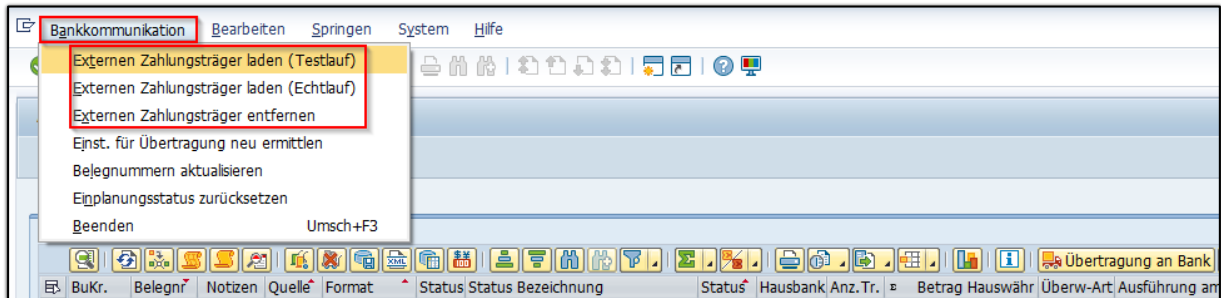 Bankkommunikation Bearbeiten Springen System Hilfe
Externen Zahlungsträger laden (Testlauf)
Externen Zahlungsträger laden (Echtlauf)
Externen Zahlungsträger entfernen
Einst. für Übertragung neu ermitteln
Belegnummern aktualisieren
Einplanungsstatus zurücksetzen
Beenden Umsch+F3
Übertragung an Bank
BuKr. Belegnr Notizen Quelle Format Status Status Bezeichnung Status Hausbank Anz.Tr. Betrag Hauswähr Überw-Art Ausführung am